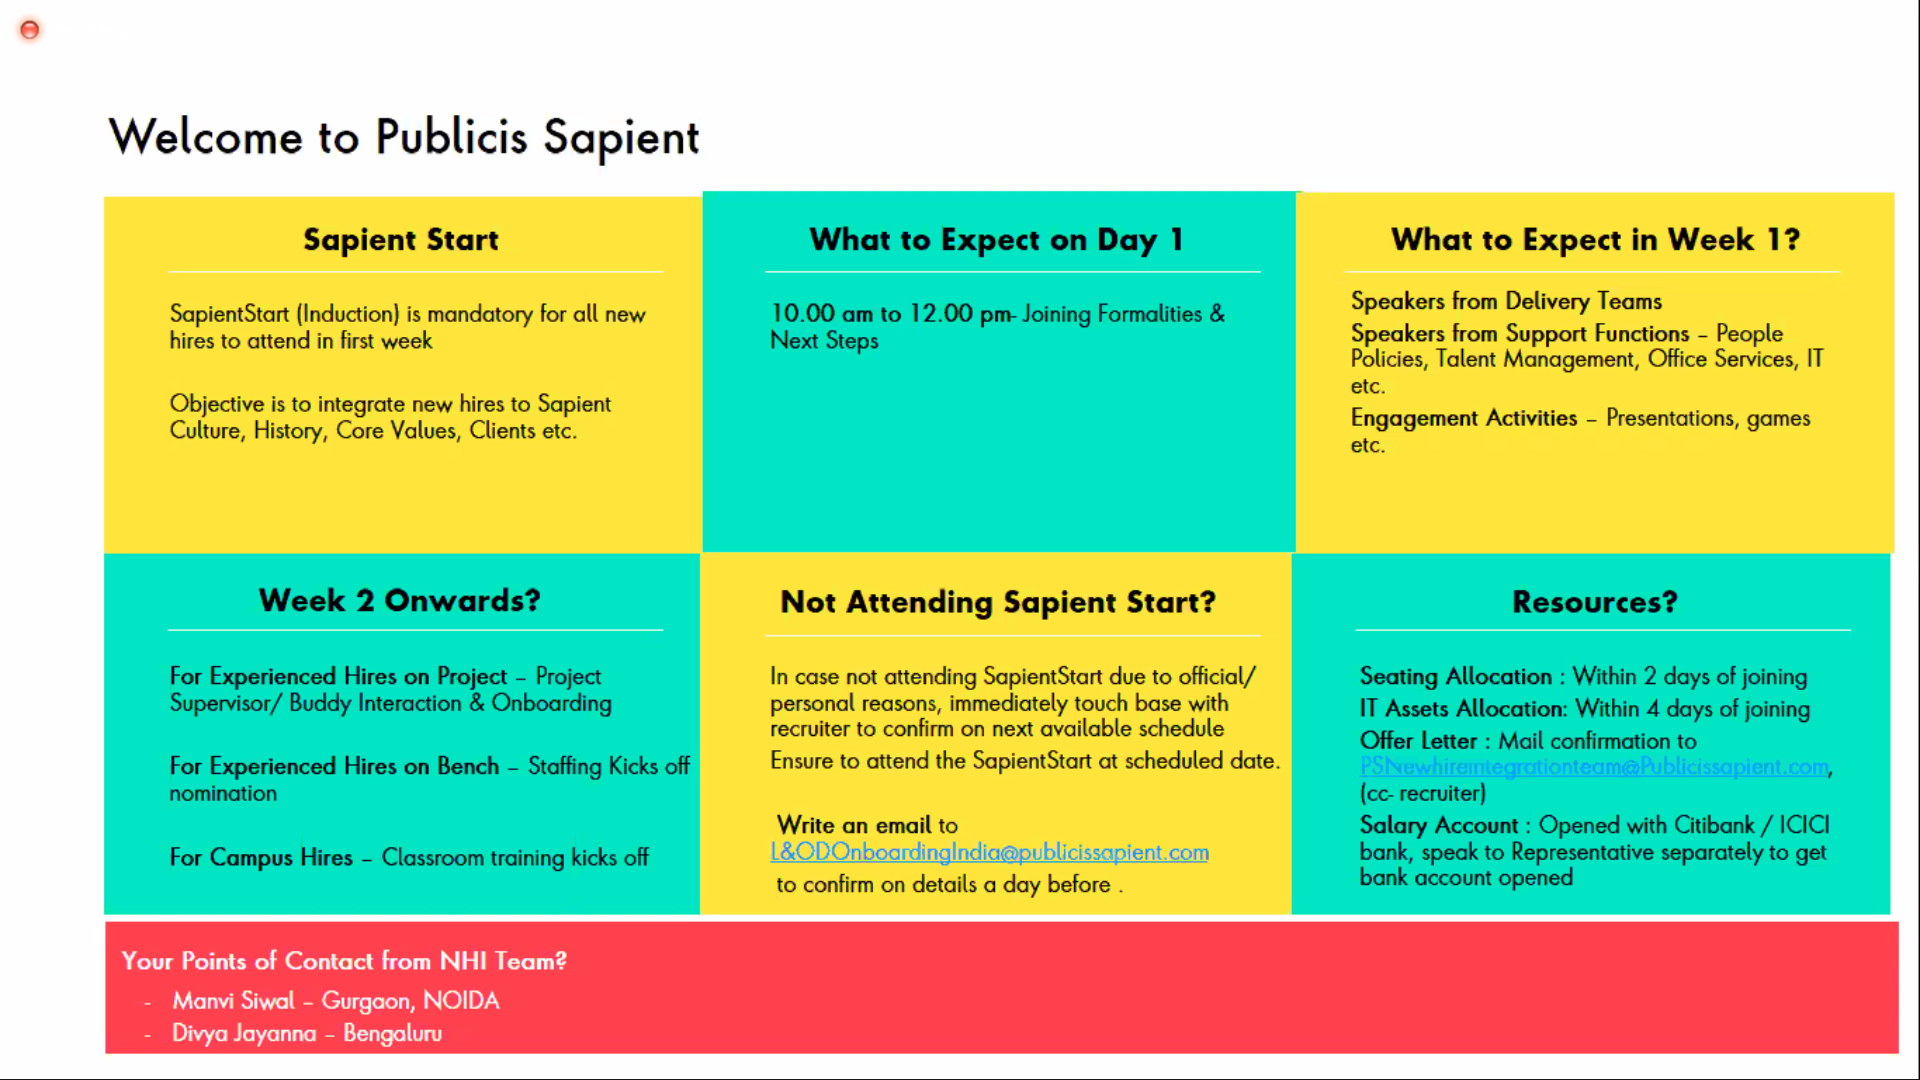 Welcome to Publicis Sapient
Sapient Start
SapientStart (Induction) is mandatory for all new
hires to attend in first week
Objective is to integrate new hires to Sapient
Culture, History, Core Values, Clients etc.
What to Expect on Day 1
10.00 am to 12.00 pm- Joining Formalities &
Next Steps
What to Expect in Week 1?
Speakers from Delivery Teams
Speakers from Support Functions – People
Policies, Talent Management, Office Services, IT
etc.
Engagement Activities – Presentations, games
etc.
Week 2 Onwards?
For Experienced Hires on Project – Project
Supervisor/ Buddy Interaction & Onboarding
For Experienced Hires on Bench – Staffing Kicks off
nomination
For Campus Hires – Classroom training kicks off
Not Attending Sapient Start?
In case not attending SapientStart due to official/
personal reasons, immediately touch base with
recruiter to confirm on next available schedule
Ensure to attend the SapientStart at scheduled date.
Write an email to
L&ODOnboardingIndia@publicissapient.com
to confirm on details a day before .
Resources?
Seating Allocation : Within 2 days of joining
IT Assets Allocation: Within 4 days of joining
Offer Letter : Mail confirmation to
PSNewhireintegrationteam@Publicissapient.com,
(cc- recruiter)
Salary Account : Opened with Citibank / ICICI
bank, speak to Representative separately to get
bank account opened
Your Points of Contact from NHI Team?
- Manvi Siwal – Gurgaon, NOIDA
- Divya Jayanna – Bengaluru